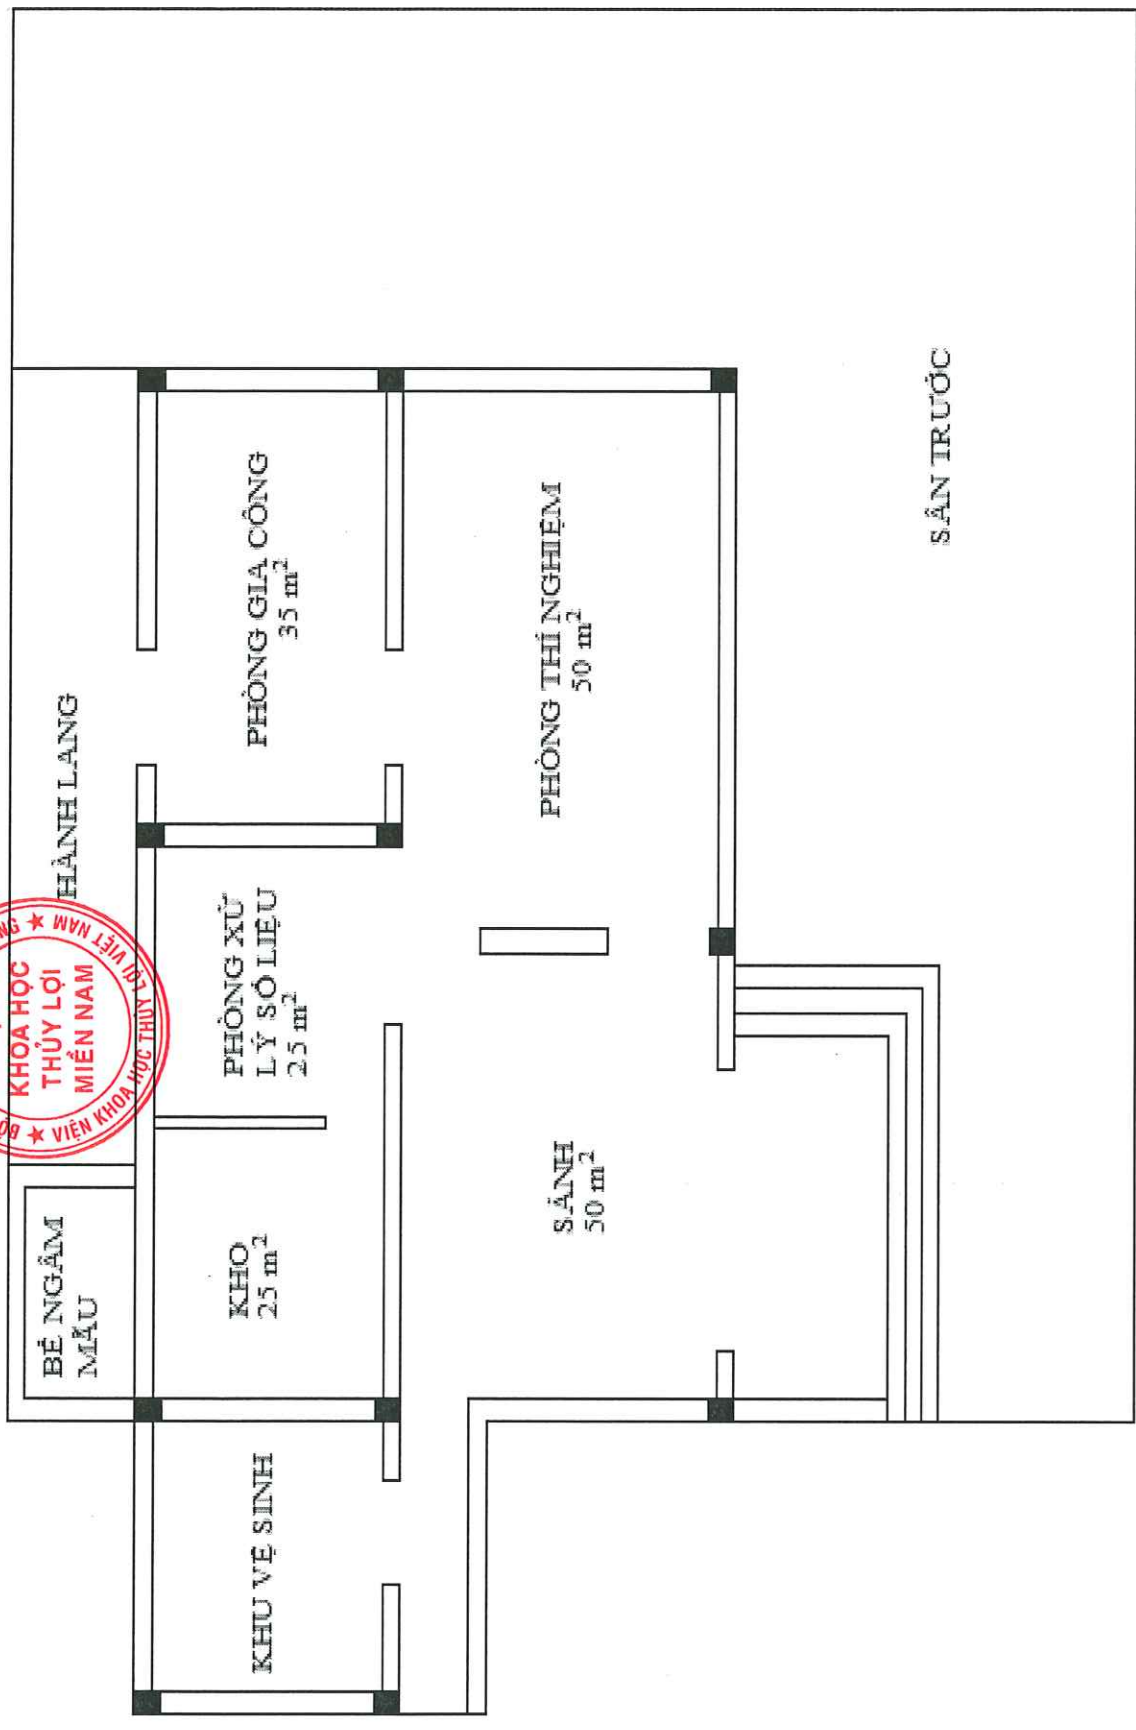 BỂ NGÂM
MẪU
KHOA HỌC
THỦY LỢI
MIỀN NAM
★ VIỆN KHOA HỌC THỦY LỢI VIỆT NAM ★
HÀNH LANG
KHU VỆ SINH
KHO
25 m²
PHÒNG XỬ
LÝ SỐ LIỆU
25 m²
PHÒNG GIA CÔNG
35 m²
SẢNH
50 m²
PHÒNG THÍ NGHIỆM
50 m²
SÂN TRƯỚC